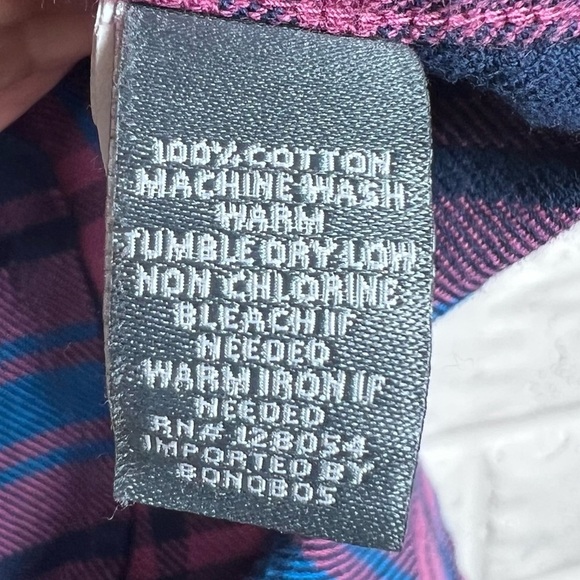 100% COTTON
MACHINE WASH
WARM
TUMBLE DRY LOW
NON CHLORINE
BLEACH IF
NEEDED
WARM IRON IF
NEEDED
RN# 128054
IMPORTED BY
BONOBOS